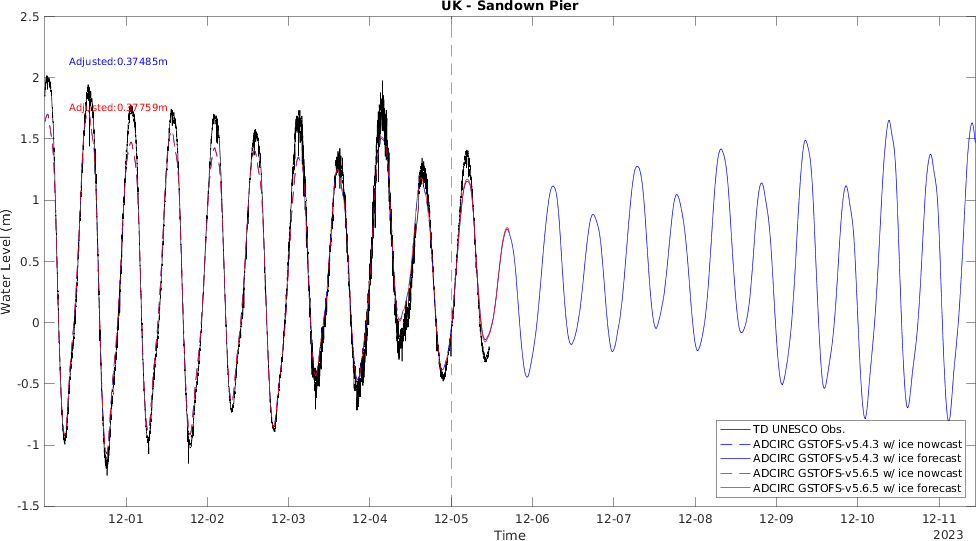 UK - Sandown Pier
2.5
2
1.5
1
0.5
0
-0.5
-1
-1.5
Water Level (m)
Adjusted:0.37485m
Adjusted:0.37759m
TD UNESCO Obs.
ADCIRC GSTOFS-v5.4.3 w/ ice nowcast
ADCIRC GSTOFS-v5.4.3 w/ ice forecast
ADCIRC GSTOFS-v5.6.5 w/ ice nowcast
ADCIRC GSTOFS-v5.6.5 w/ ice forecast
12-01 12-02 12-03 12-04 12-05 12-06 12-07 12-08 12-09 12-10 12-11
Time
2023